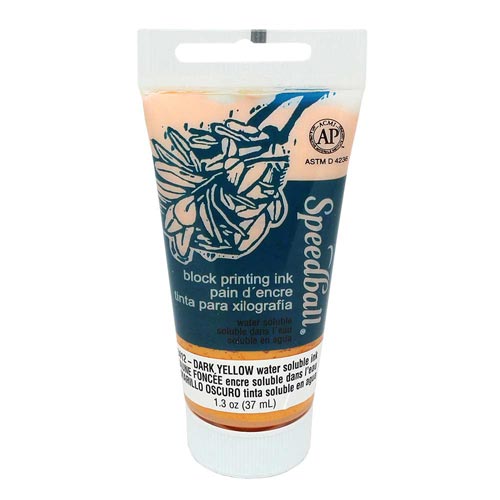 ACMI
AP
ASTM D 4236
Speedball®
block printing ink
pain d'encre
tinta para xilografía
water soluble
soluble dans l'eau
soluble en agua
DARK YELLOW water soluble ink
FONCÉE encre soluble dans l'eau
OSCURO tinta soluble en agua
1.3 oz (37 mL)